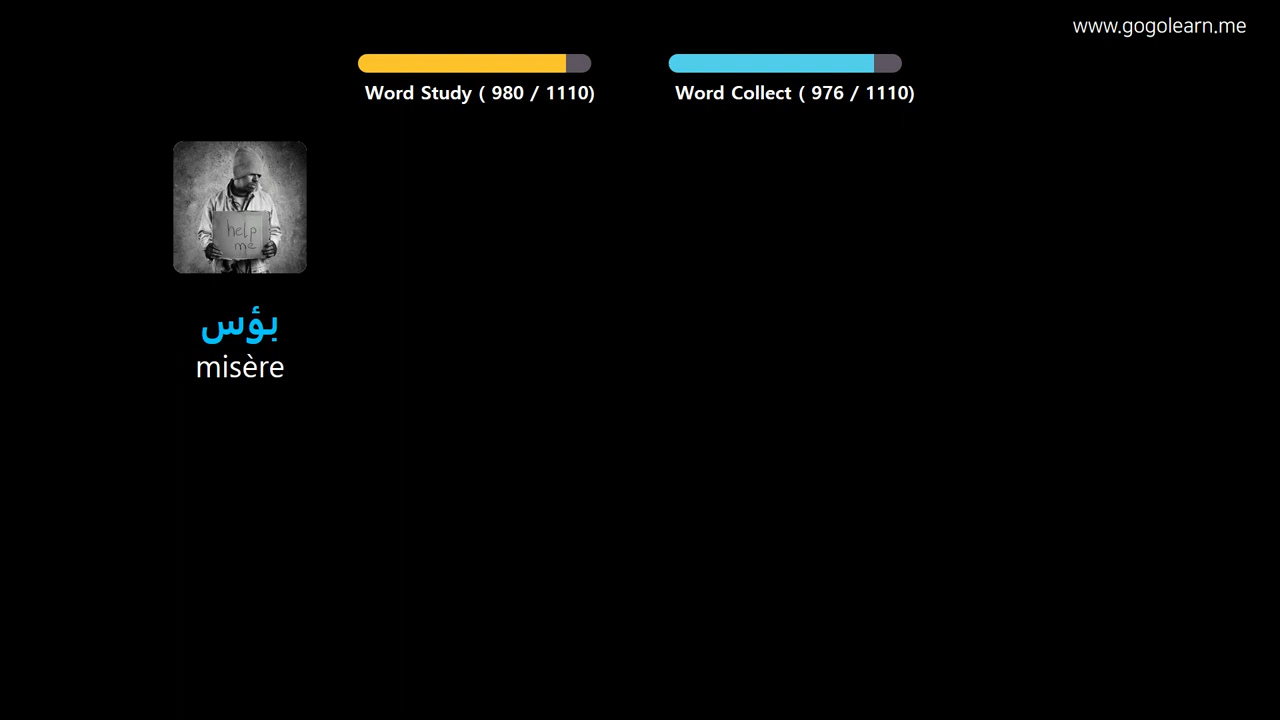 www.gogolearn.me
Word Study ( 980 / 1110)
Word Collect ( 976 / 1110)
help
me
بؤس
misère